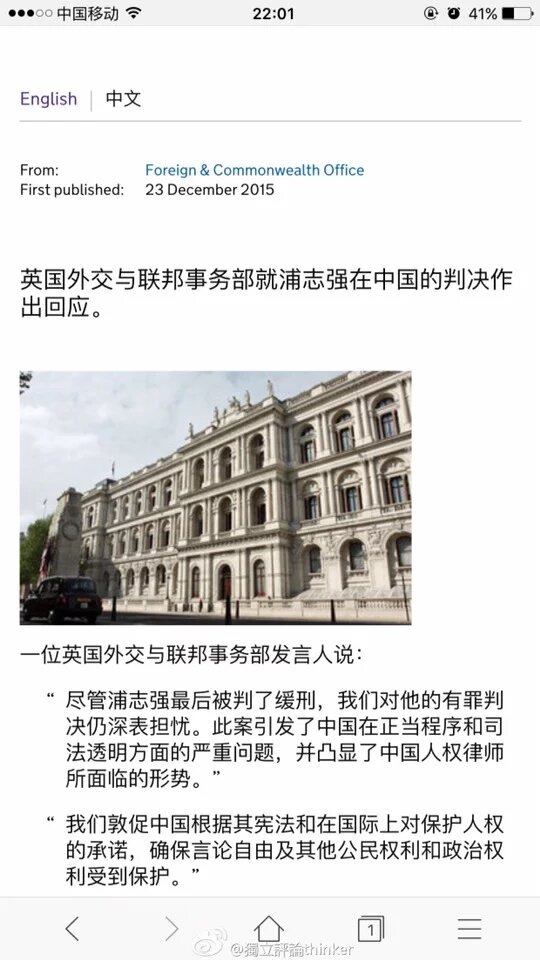 中国移动 22:01 41%
English 中文
From: Foreign & Commonwealth Office
First published: 23 December 2015
英国外交与联邦事务部就浦志强在中国的判决作
出回应。
一位英国外交与联邦事务部发言人说：
“ 尽管浦志强最后被判了缓刑，我们对他的有罪判
决仍深表担忧。此案引发了中国在正当程序和司
法透明方面的严重问题，并凸显了中国人权律师
所面临的形势。”
“ 我们敦促中国根据其宪法和在国际上对保护人权
的承诺，确保言论自由及其他公民权利和政治权
利受到保护。”
1
@獨立評論thinker